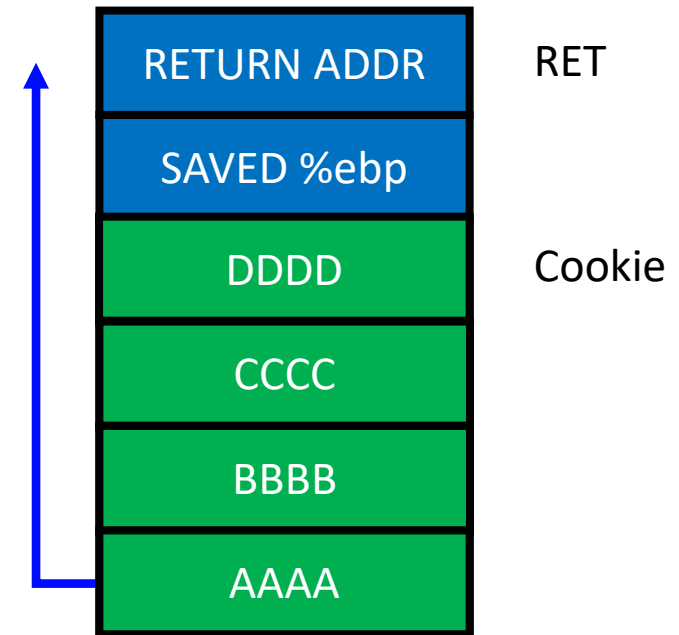 RETURN ADDR RET
SAVED %ebp
DDDD Cookie
CCCC
BBBB
AAAA